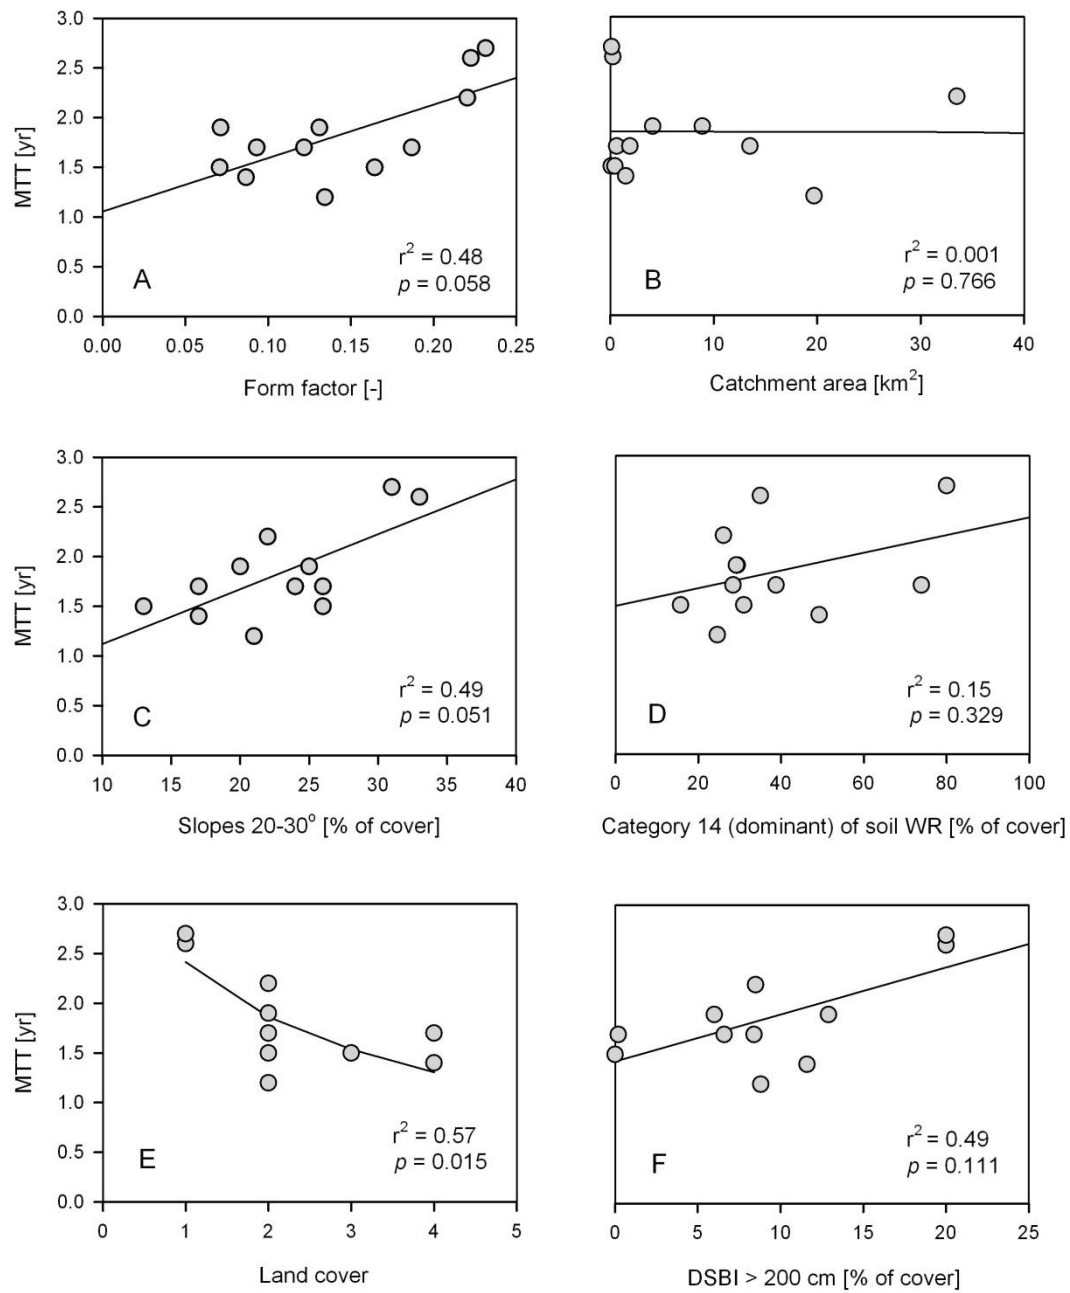 3.0
2.5
2.0
1.5
1.0
0.5
0.0
MTT [yr]
A
r² = 0.48
p = 0.058
0.00 0.05 0.10 0.15 0.20 0.25
Form factor [-]
B
r² = 0.001
p = 0.766
0 10 20 30 40
Catchment area [km²]
3.0
2.5
2.0
1.5
1.0
0.5
0.0
MTT [yr]
C
r² = 0.49
p = 0.051
10 15 20 25 30 35 40
Slopes 20-30° [% of cover]
D
r² = 0.15
p = 0.329
0 20 40 60 80 100
Category 14 (dominant) of soil WR [% of cover]
3.0
2.5
2.0
1.5
1.0
0.5
0.0
MTT [yr]
E
r² = 0.57
p = 0.015
0 1 2 3 4 5
Land cover
F
r² = 0.49
p = 0.111
0 5 10 15 20 25
DSBI > 200 cm [% of cover]